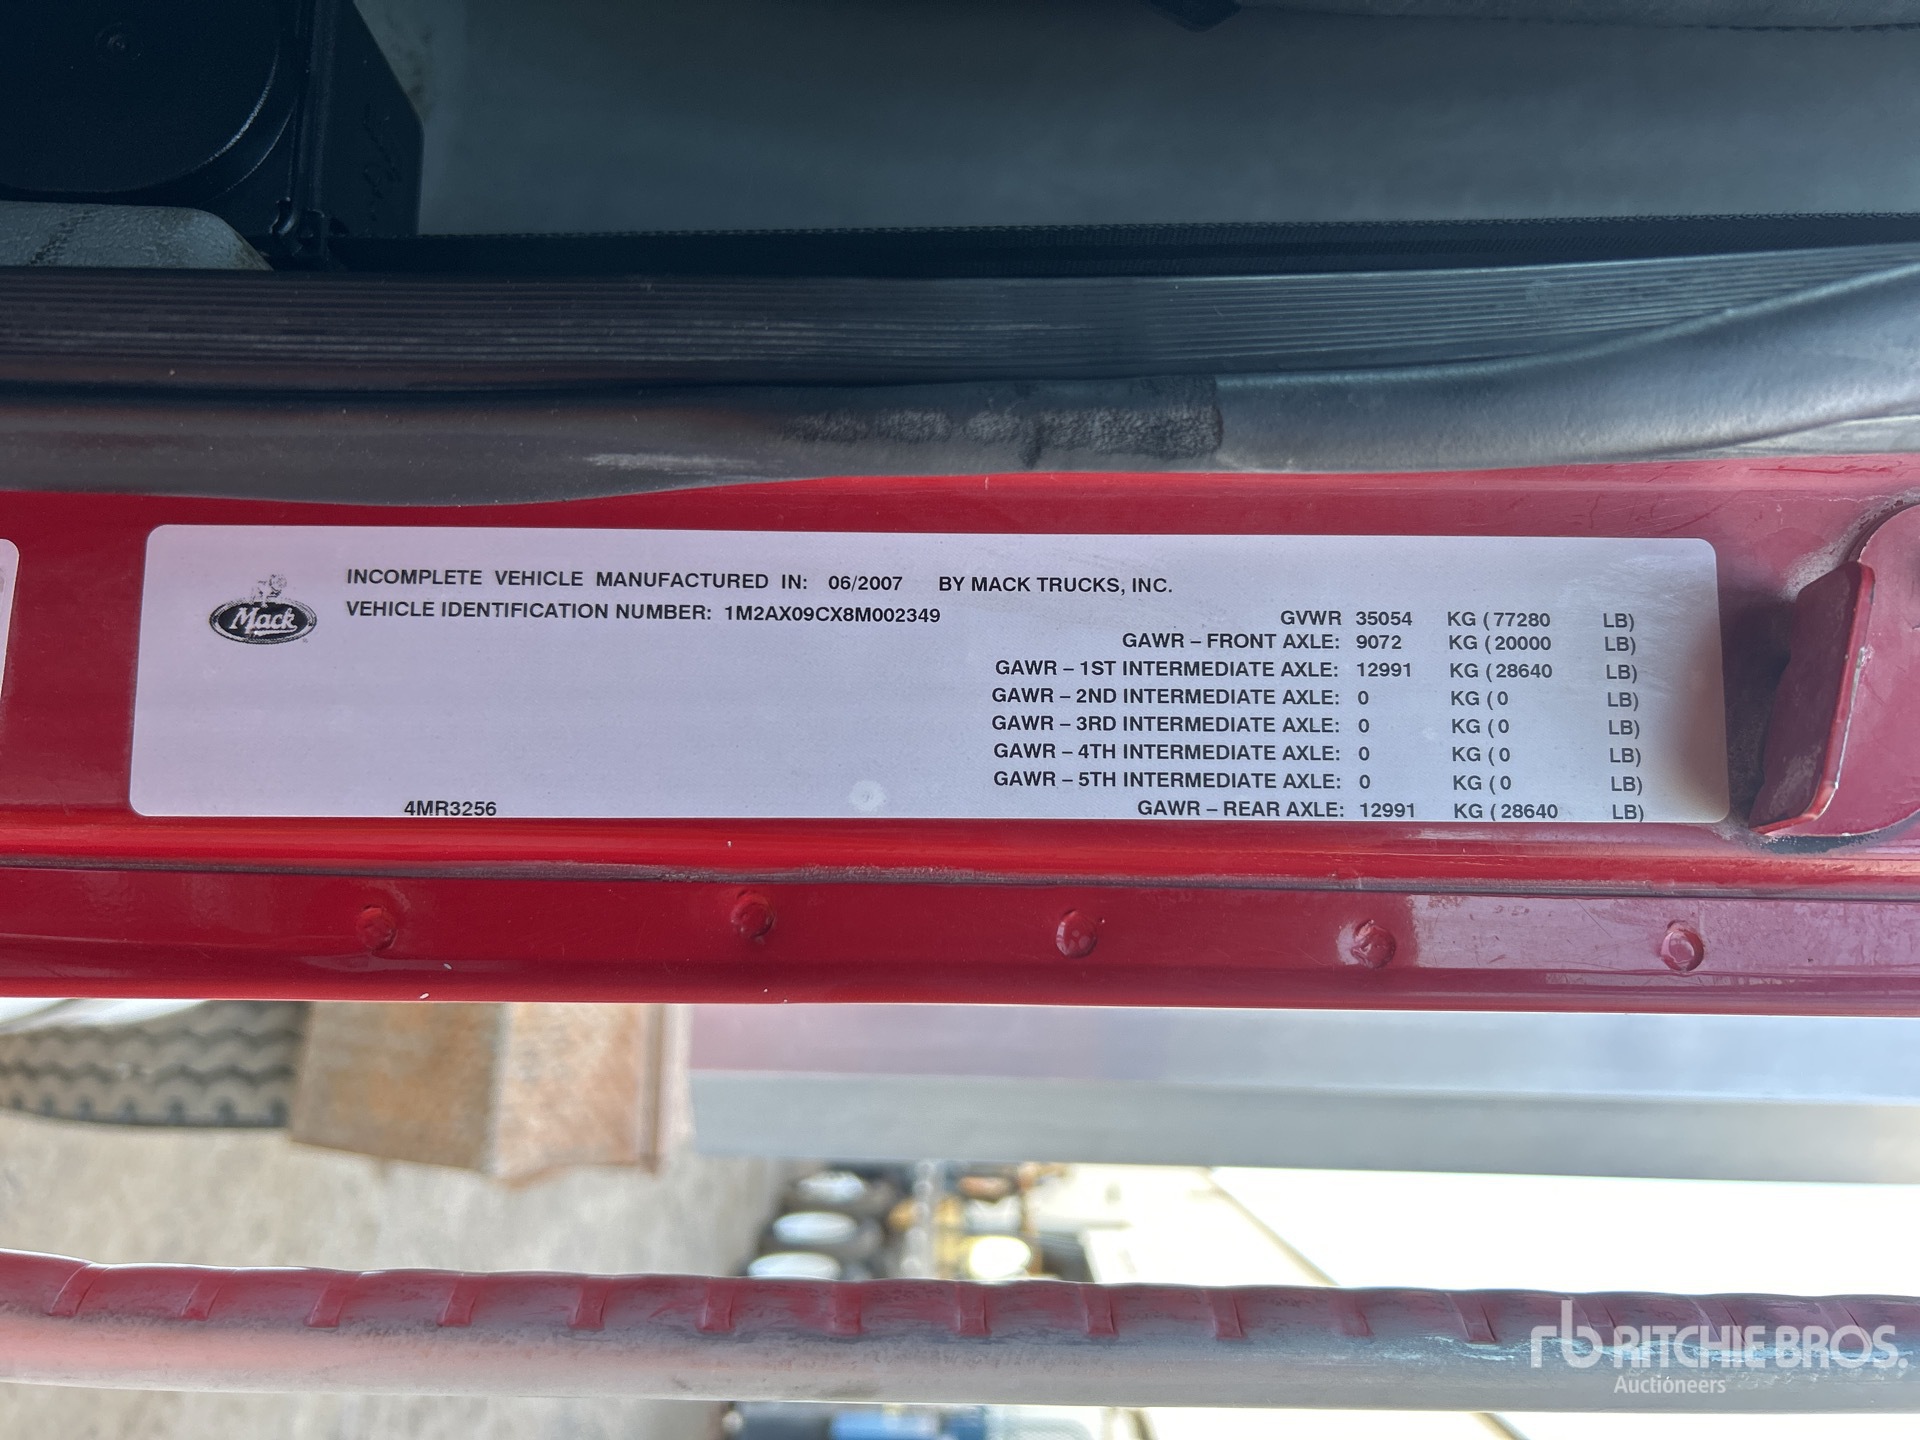 INCOMPLETE VEHICLE MANUFACTURED IN: 06/2007 BY MACK TRUCKS, INC.
Mack
VEHICLE IDENTIFICATION NUMBER: 1M2AX09CX8M002349
GVWR 35054 KG ( 77280 LB)
GAWR – FRONT AXLE: 9072 KG ( 20000 LB)
GAWR – 1ST INTERMEDIATE AXLE: 12991 KG ( 28640 LB)
GAWR – 2ND INTERMEDIATE AXLE: 0 KG ( 0 LB)
GAWR – 3RD INTERMEDIATE AXLE: 0 KG ( 0 LB)
GAWR – 4TH INTERMEDIATE AXLE: 0 KG ( 0 LB)
GAWR – 5TH INTERMEDIATE AXLE: 0 KG ( 0 LB)
4MR3256 GAWR – REAR AXLE: 12991 KG ( 28640 LB)
rb RITCHIE BROS.
Auctioneers